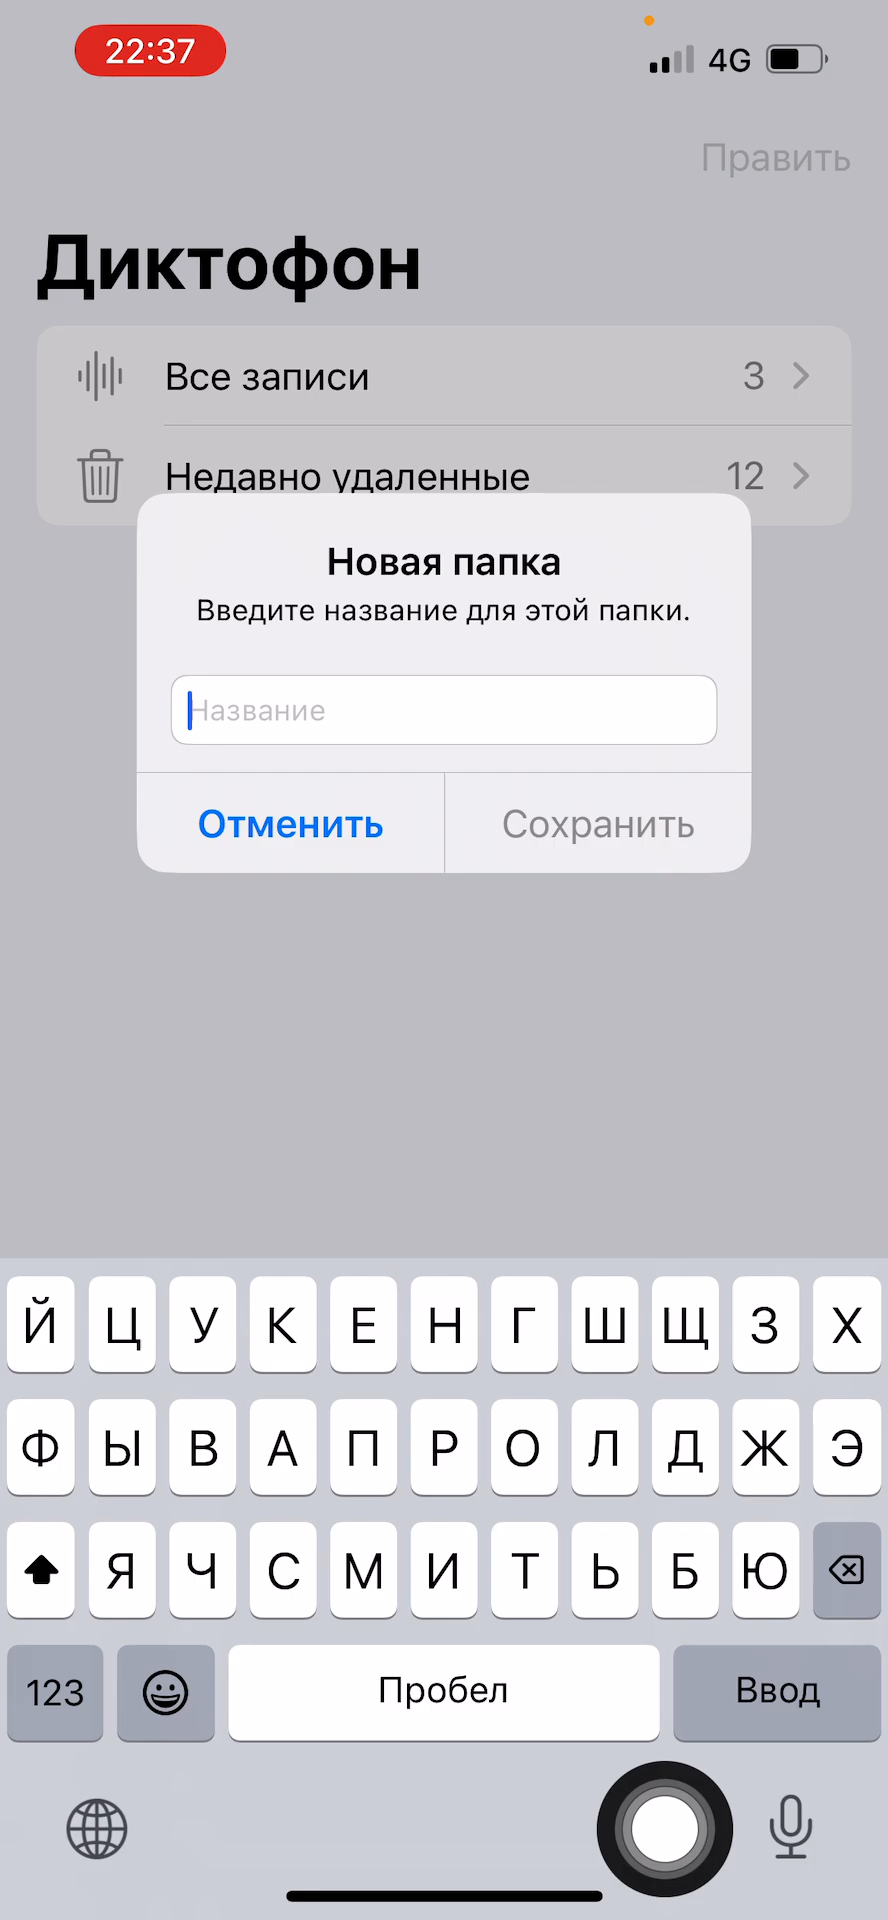 22:37
4G
Править
Диктофон
Все записи 3
Недавно удаленные 12
Новая папка
Введите название для этой папки.
Название
Отменить Сохранить
Й Ц У К Е Н Г Ш Щ З Х
Ф Ы В А П Р О Л Д Ж Э
Я Ч С М И Т Ь Б Ю
123 Пробел Ввод